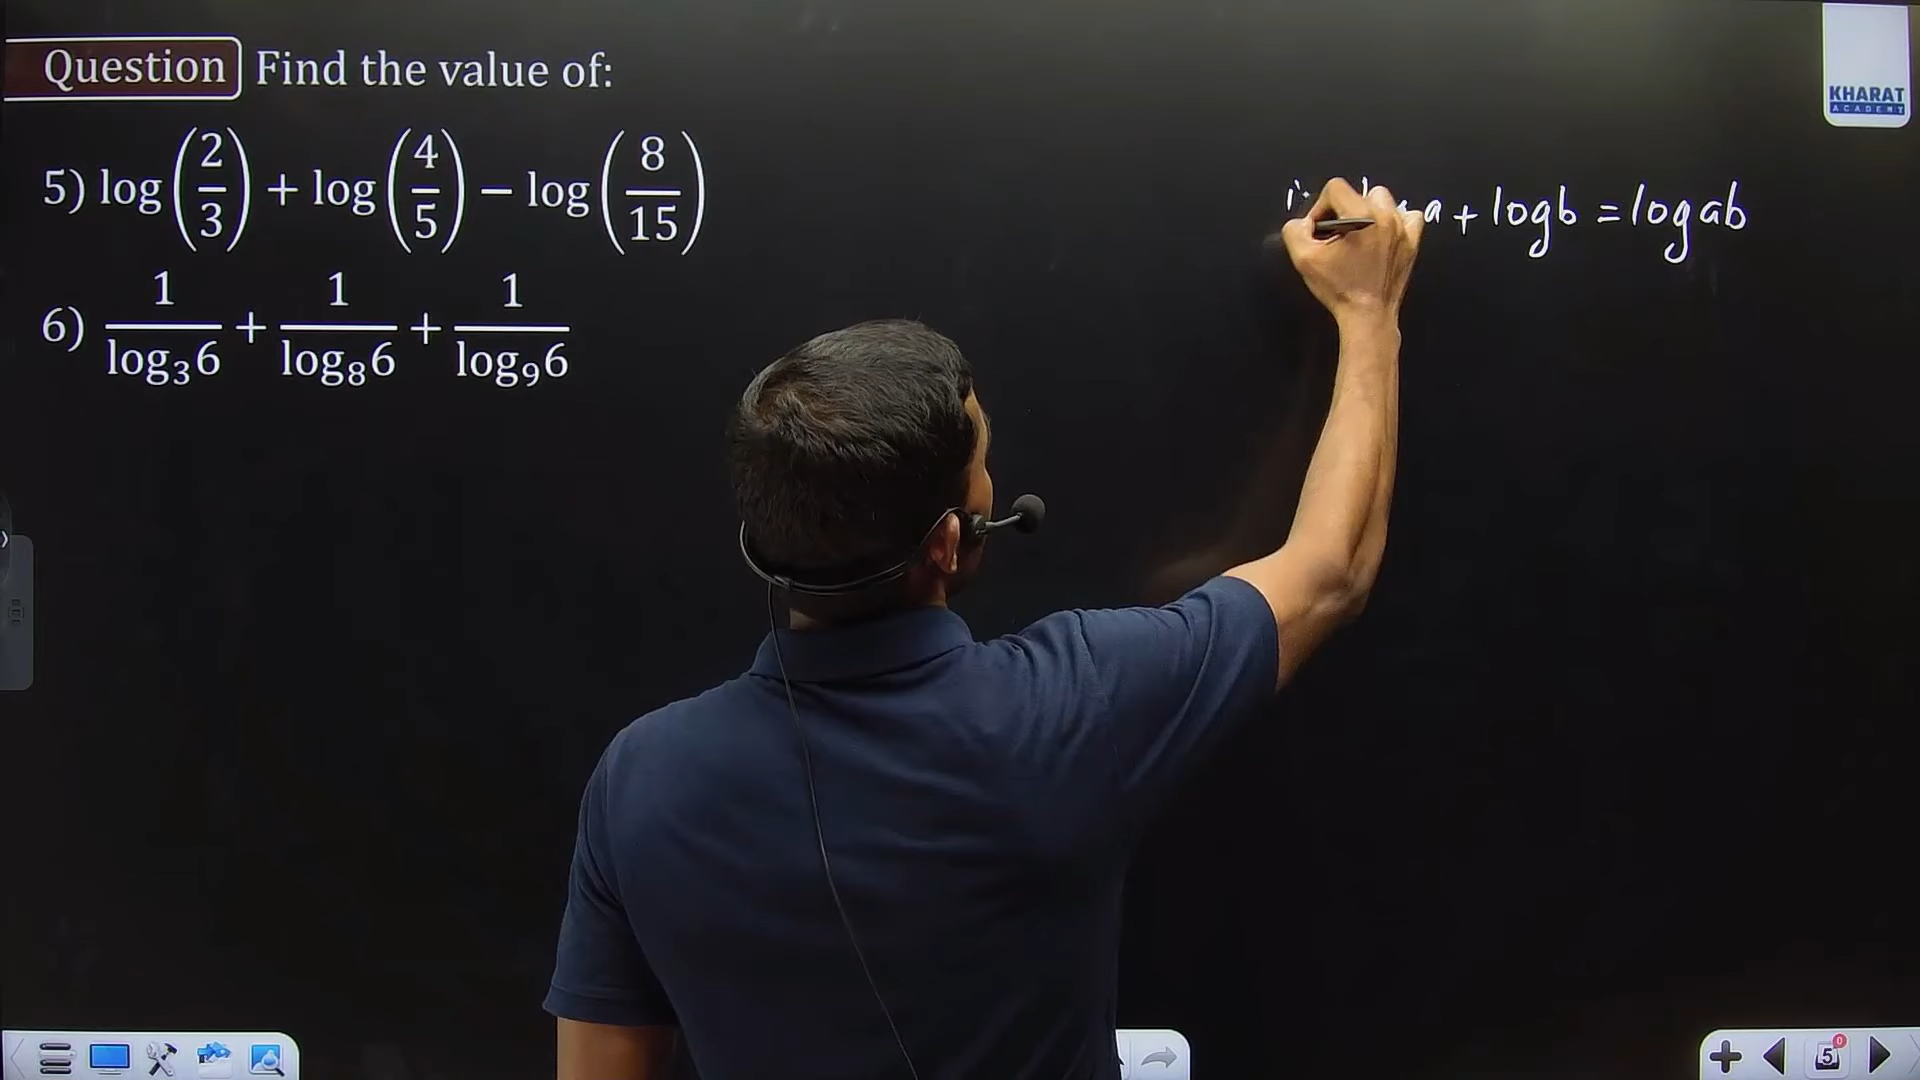 Question Find the value of:
5) log(2/3) + log(4/5) − log(8/15)
6) 1/log₃6 + 1/log₈6 + 1/log₉6
a + logb = logab
KHARAT
ACADEMY
5
0